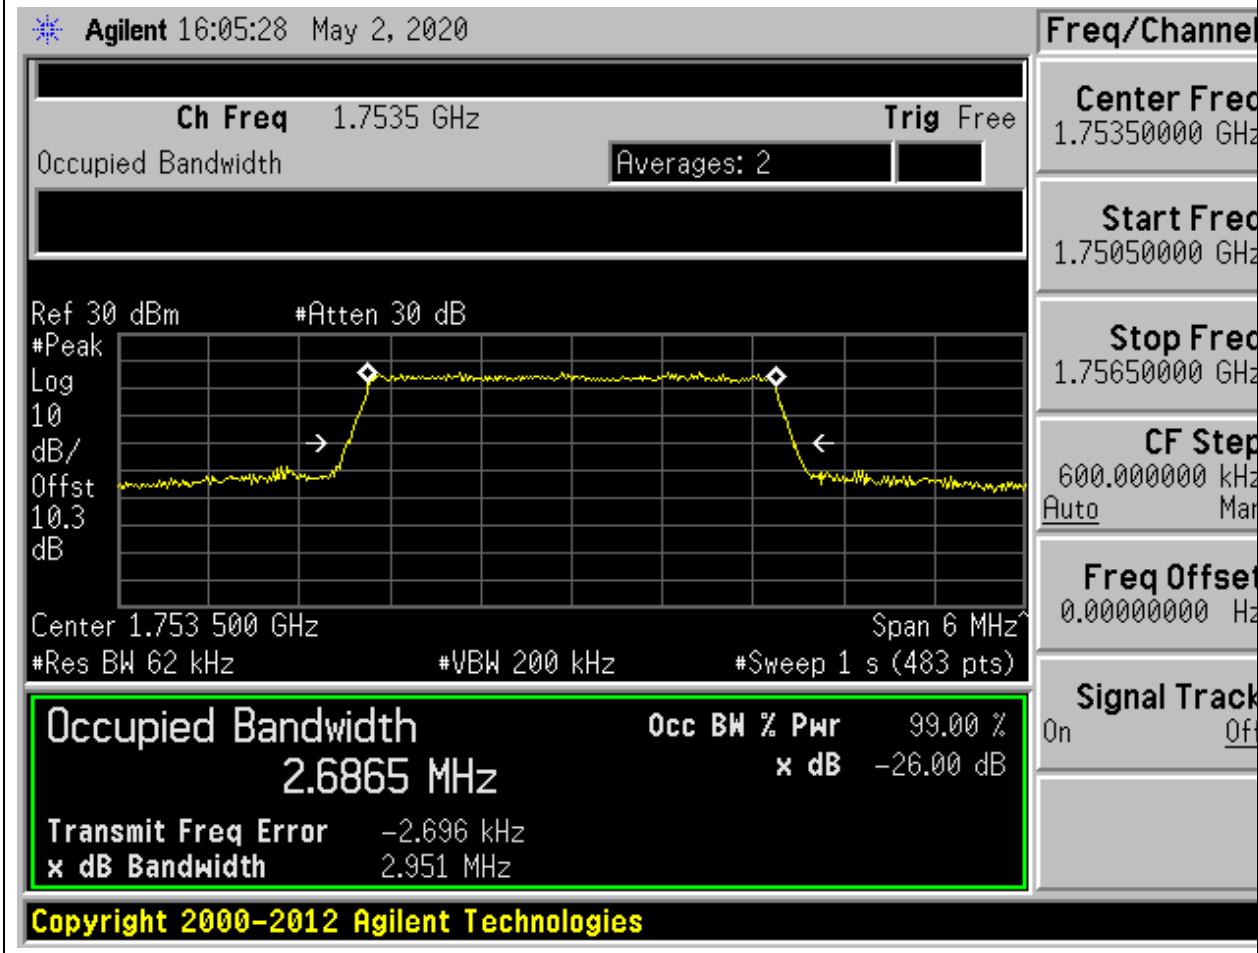 Agilent 16:05:28 May 2, 2020
Freq/Channel
Ch Freq 1.7535 GHz Trig Free
Occupied Bandwidth Averages: 2
Center Freq
1.75350000 GHz
Start Freq
1.75050000 GHz
Stop Freq
1.75650000 GHz
CF Step
600.000000 kHz
Auto Man
Freq Offset
0.00000000 Hz
Signal Track
On Off
Ref 30 dBm #Atten 30 dB
#Peak
Log
10
dB/
Offst
10.3
dB
Center 1.753 500 GHz Span 6 MHz^
#Res BW 62 kHz #VBW 200 kHz #Sweep 1 s (483 pts)
Occupied Bandwidth Occ BW % Pwr 99.00 %
2.6865 MHz x dB -26.00 dB
Transmit Freq Error -2.696 kHz
x dB Bandwidth 2.951 MHz
Copyright 2000-2012 Agilent Technologies